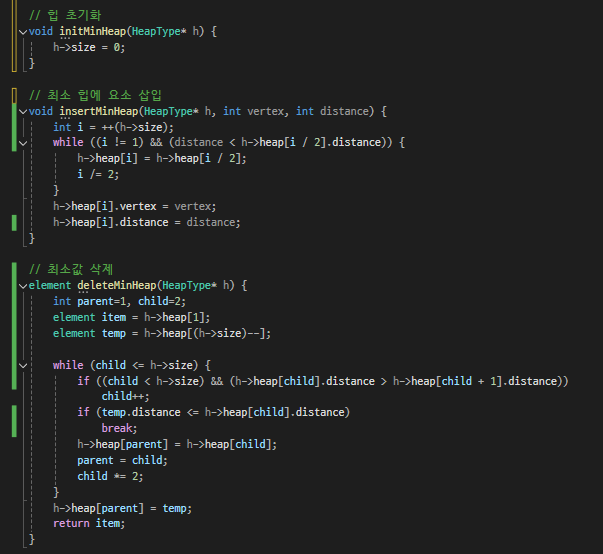 // 힙 초기화
void initMinHeap(HeapType* h) {
    h->size = 0;
}
// 최소 힙에 요소 삽입
void insertMinHeap(HeapType* h, int vertex, int distance) {
    int i = ++(h->size);
    while ((i != 1) && (distance < h->heap[i / 2].distance)) {
        h->heap[i] = h->heap[i / 2];
        i /= 2;
    }
    h->heap[i].vertex = vertex;
    h->heap[i].distance = distance;
}
// 최소값 삭제
element deleteMinHeap(HeapType* h) {
    int parent=1, child=2;
    element item = h->heap[1];
    element temp = h->heap[(h->size)--];
    while (child <= h->size) {
        if ((child < h->size) && (h->heap[child].distance > h->heap[child + 1].distance))
            child++;
        if (temp.distance <= h->heap[child].distance)
            break;
        h->heap[parent] = h->heap[child];
        parent = child;
        child *= 2;
    }
    h->heap[parent] = temp;
    return item;
}